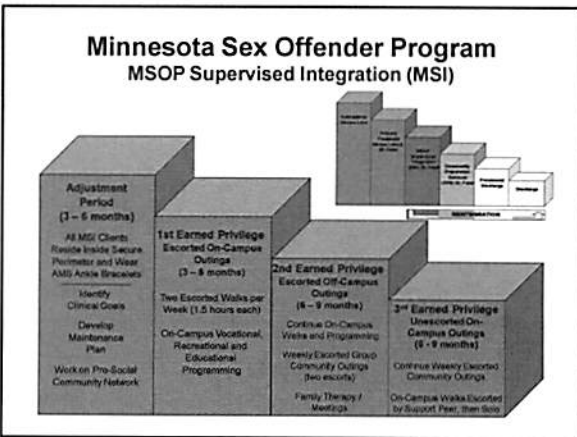 Minnesota Sex Offender Program
MSOP Supervised Integration (MSI)
Adjustment
Period
(3 – 6 months)
All MSI Clients
Reside Inside Secure
Perimeter and Wear
AMS Ankle Bracelets
Identify
Clinical Goals
Develop
Maintenance
Plan
Work on Pro-Social
Community Network
1st Earned Privilege
Escorted On-Campus
Outings
Two Escorted Walks per
Week (1.5 hours each)
On-Campus Vocational,
Recreational and
Educational
Programming
2nd Earned Privilege
Escorted Off-Campus
Outings
(6 – 9 months)
Continue On-Campus
Walks and Programming
Weekly Escorted Group
Community Outings
(two escorts)
Family Therapy /
Meetings
3rd Earned Privilege
Unescorted On-
Campus Outings
(6 - 9 months)
Continue Weekly Escorted
Community Outings
On-Campus Walks Escorted
by Support Peer, then Solo
Provisional
Discharge
Discharge
REINTEGRATION